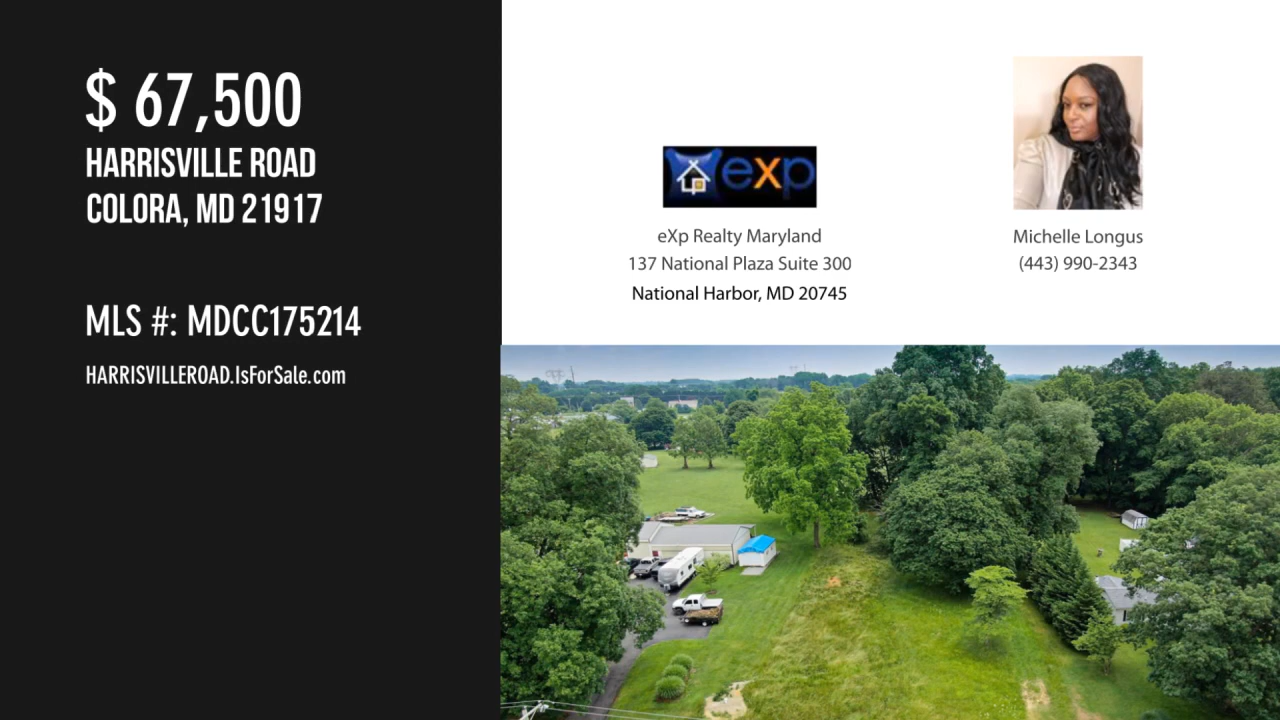 $ 67,500
HARRISVILLE ROAD
COLORA, MD 21917
MLS #: MDCC175214
HARRISVILLEROAD.IsForSale.com
exp
eXp Realty Maryland
137 National Plaza Suite 300
National Harbor, MD 20745
Michelle Longus
(443) 990-2343